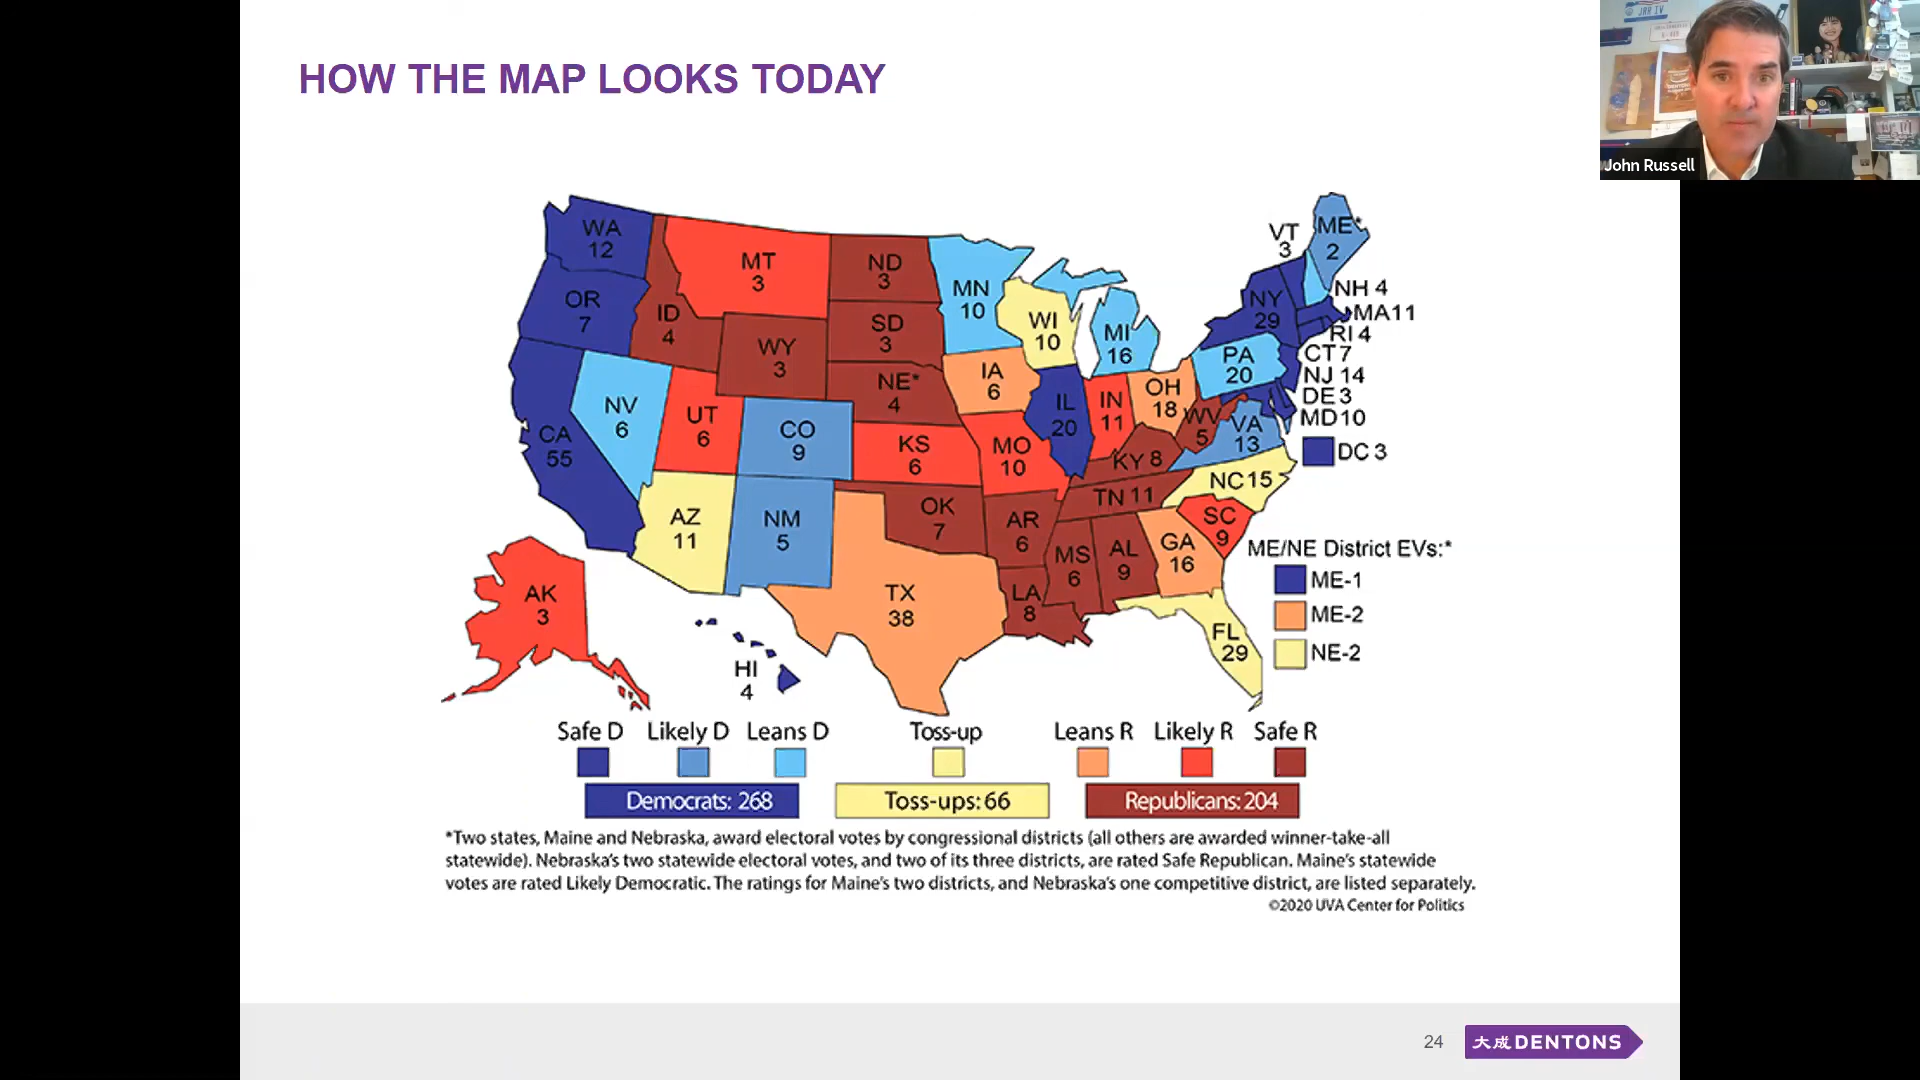 HOW THE MAP LOOKS TODAY
JRR IV
John Russell
WA
12
OR
7
CA
55
NV
6
ID
4
MT
3
WY
3
UT
6
AZ
11
CO
9
NM
5
ND
3
SD
3
NE*
4
KS
6
OK
7
TX
38
MN
10
IA
6
MO
10
AR
6
LA
8
WI
10
IL
20
MI
16
IN
11
OH
18
KY 8
TN 11
MS
6
AL
9
GA
16
FL
29
SC
9
NC 15
WV
5
VA
13
PA
20
NY
29
VT
3
ME*
2
NH 4
MA 11
RI 4
CT 7
NJ 14
DE 3
MD 10
DC 3
AK
3
HI
4
ME/NE District EVs:*
ME-1
ME-2
NE-2
Safe D Likely D Leans D Toss-up Leans R Likely R Safe R
Democrats: 268 Toss-ups: 66 Republicans: 204
*Two states, Maine and Nebraska, award electoral votes by congressional districts (all others are awarded winner-take-all
statewide). Nebraska's two statewide electoral votes, and two of its three districts, are rated Safe Republican. Maine's statewide
votes are rated Likely Democratic. The ratings for Maine's two districts, and Nebraska's one competitive district, are listed separately.
©2020 UVA Center for Politics
24
大成 DENTONS